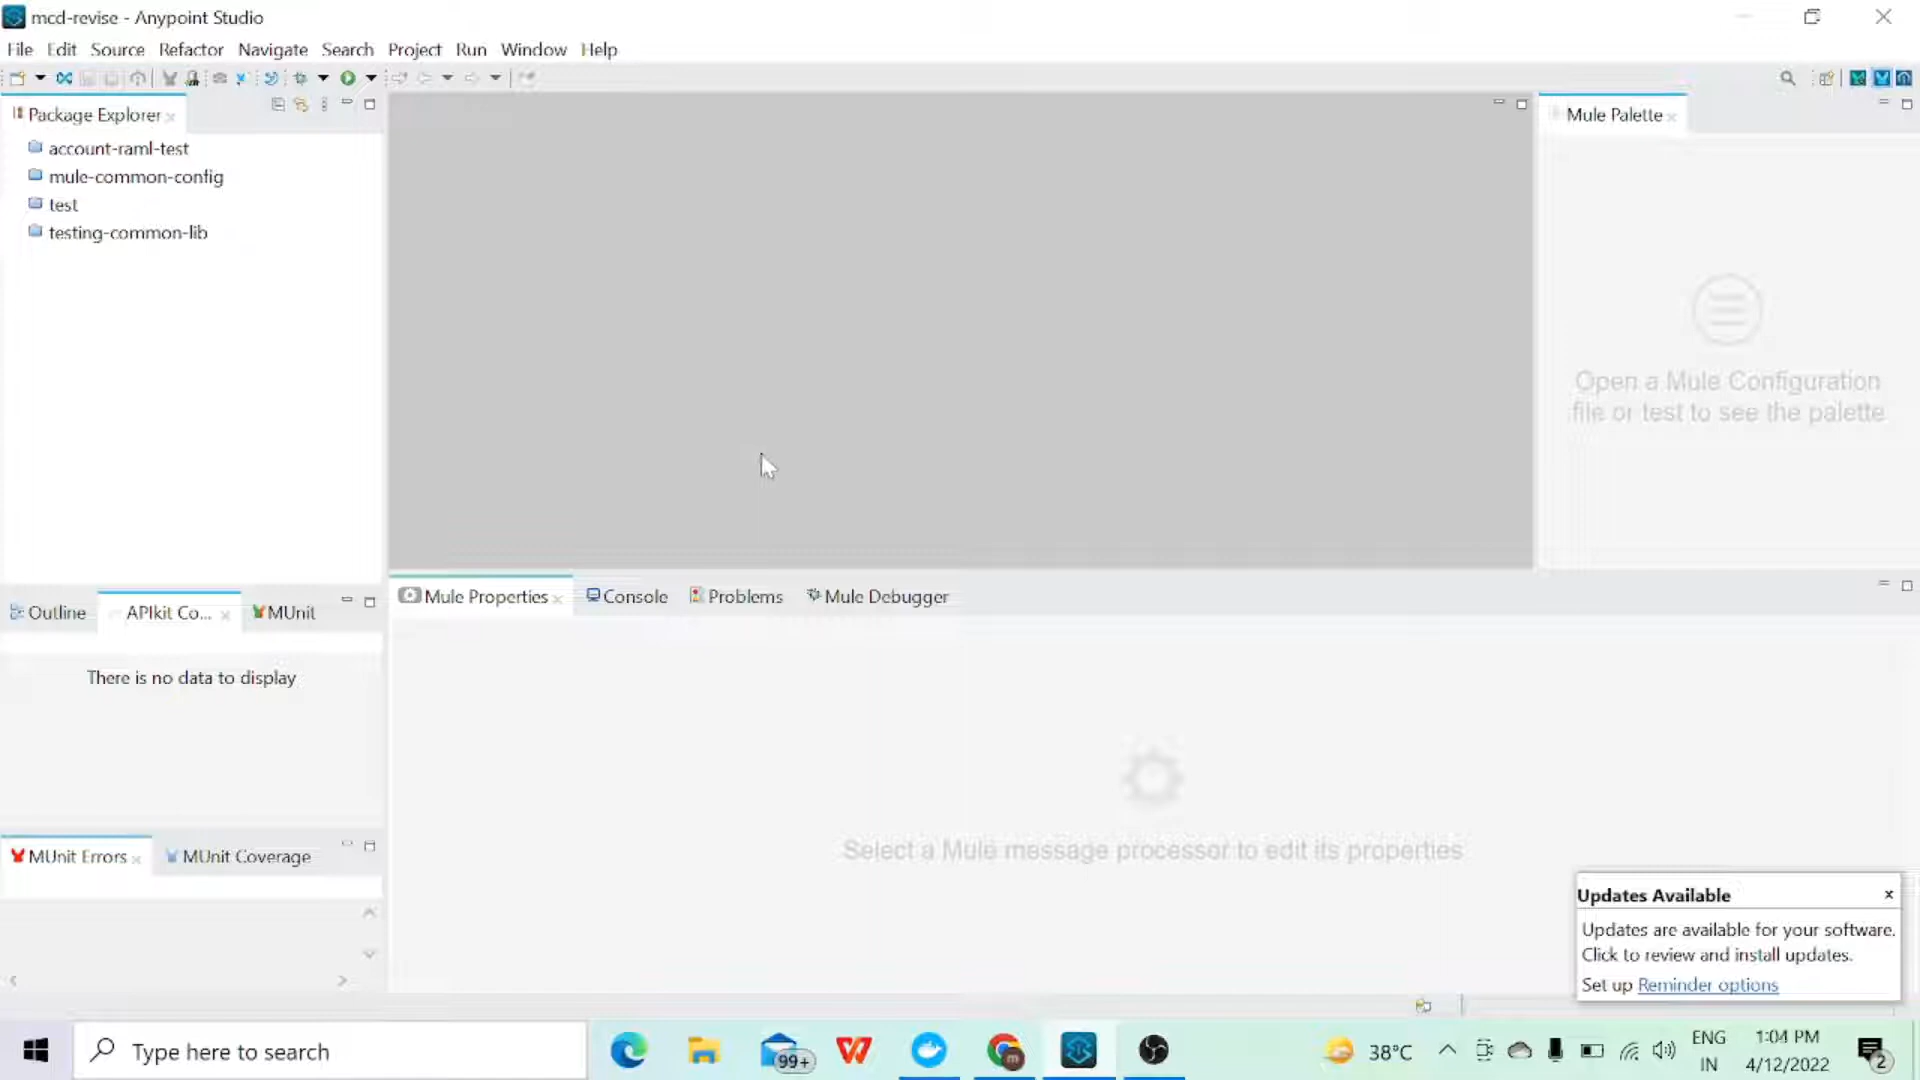 mcd-revise - Anypoint Studio
File Edit Source Refactor Navigate Search Project Run Window Help
Package Explorer
account-raml-test
mule-common-config
test
testing-common-lib
Mule Palette
Open a Mule Configuration
file or test to see the palette
Outline APIkit Co... MUnit
There is no data to display
MUnit Errors MUnit Coverage
Mule Properties Console Problems Mule Debugger
Select a Mule message processor to edit its properties
Updates Available
Updates are available for your software.
Click to review and install updates.
Set up Reminder options
Type here to search
99+
m
38°C
ENG
IN
1:04 PM
4/12/2022
2